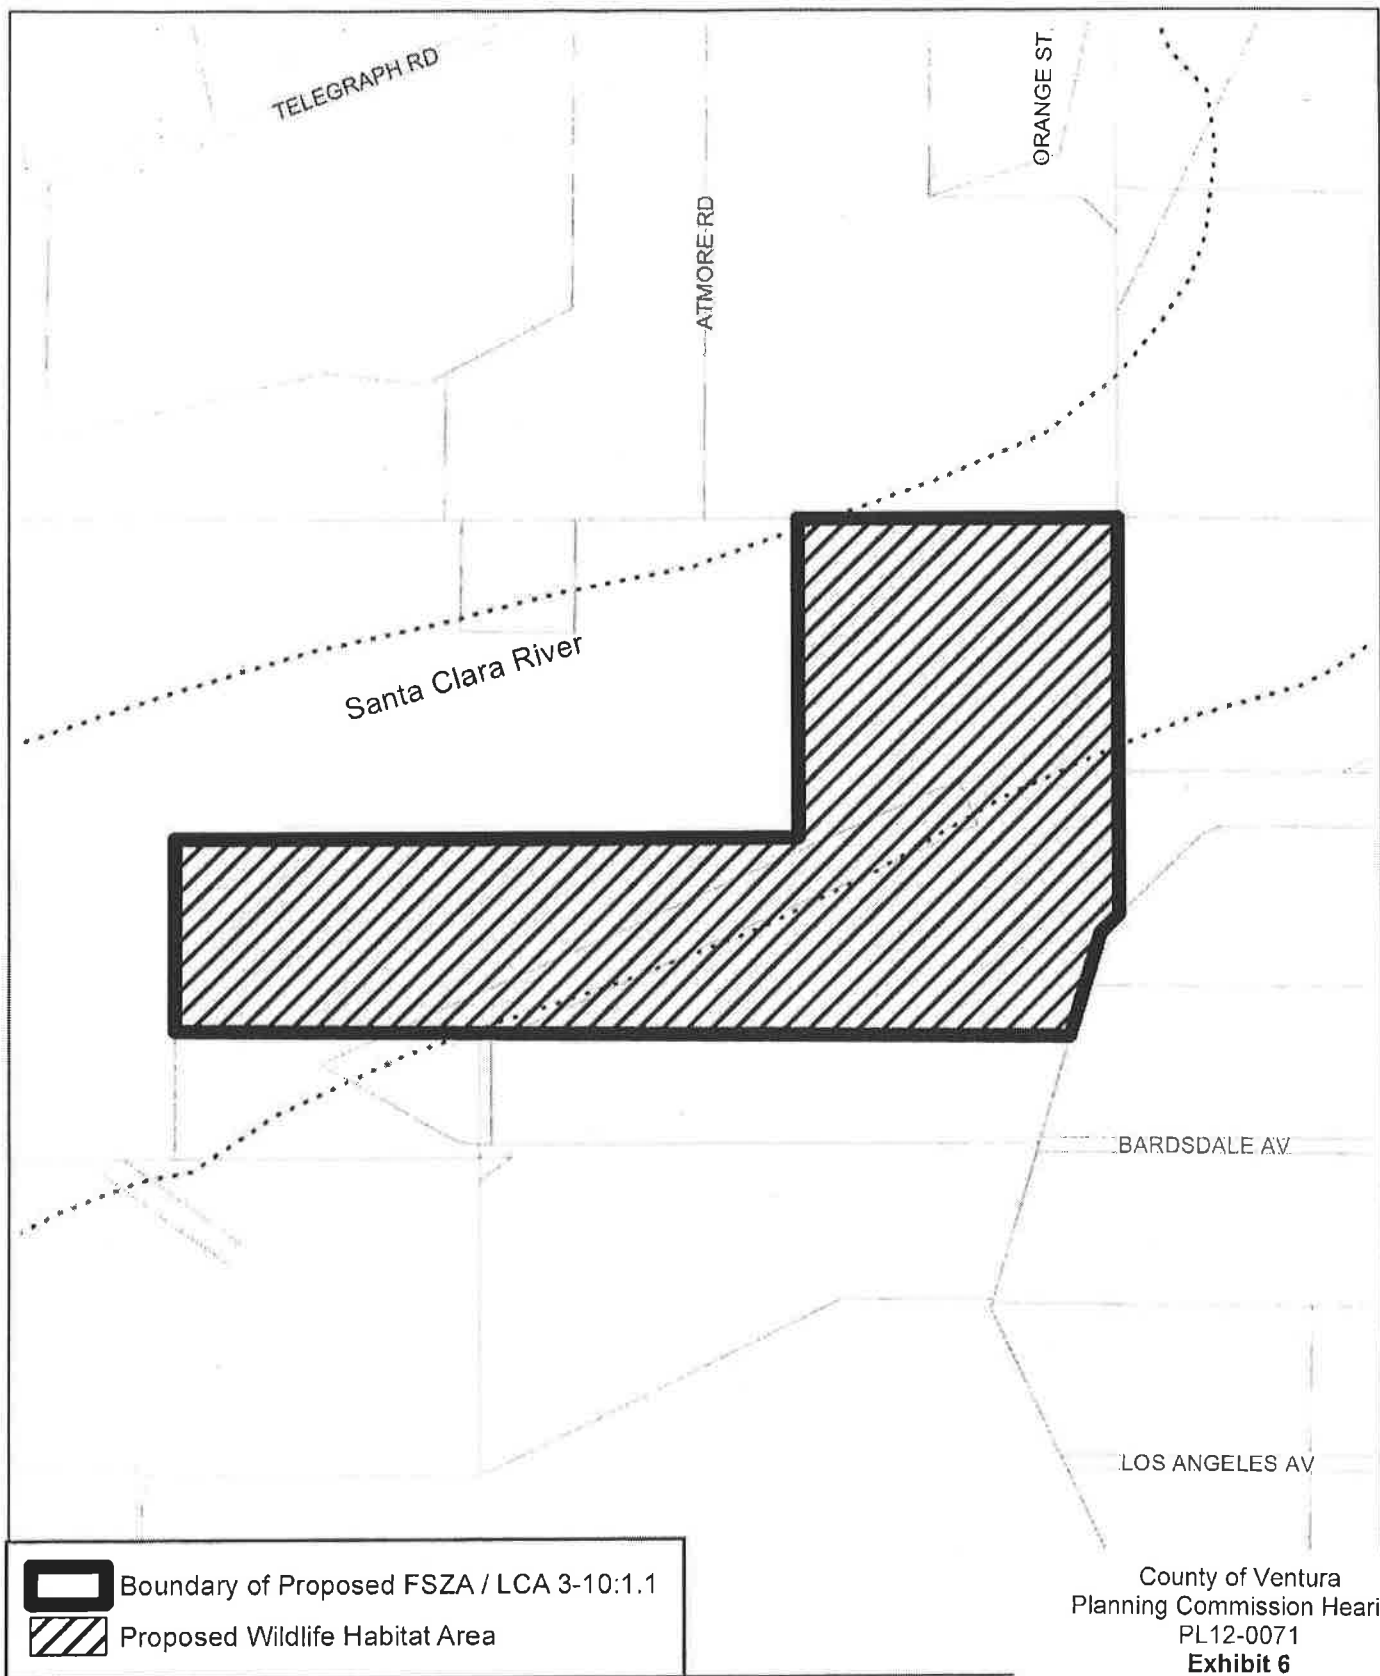 TELEGRAPH RD
ORANGE ST
ATMORE RD
Santa Clara River
BARDSDALE AV
LOS ANGELES AV
Boundary of Proposed FSZA / LCA 3-10:1.1
Proposed Wildlife Habitat Area
County of Ventura
Planning Commission Heari
PL12-0071
Exhibit 6